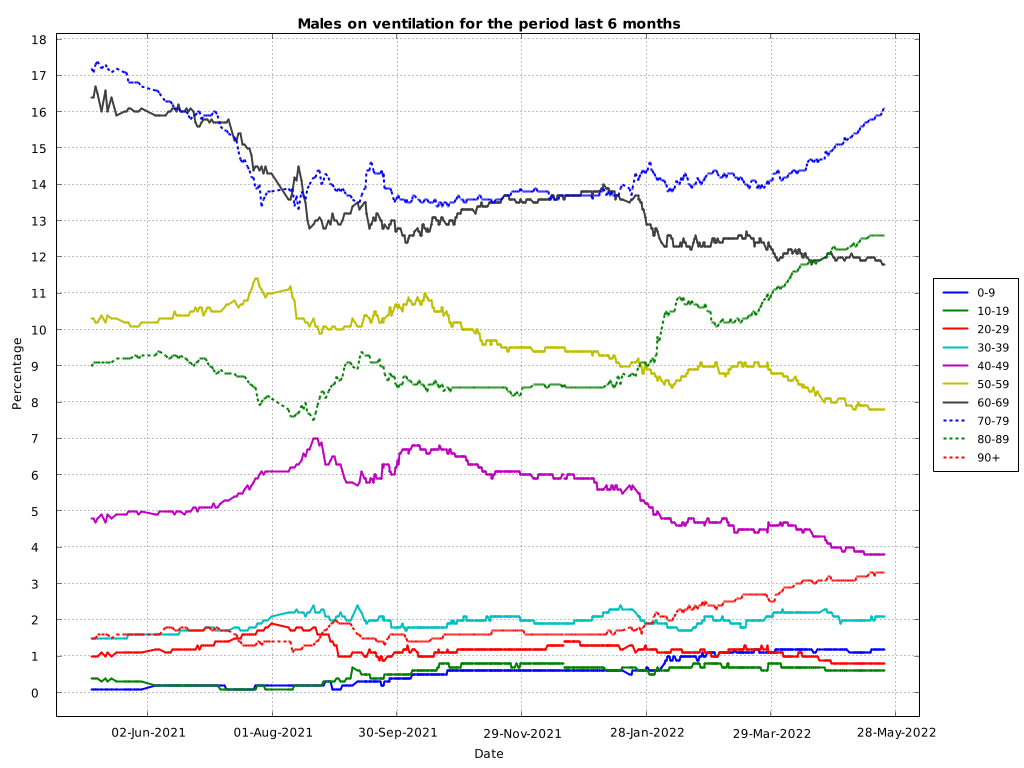 Males on ventilation for the period last 6 months
18
17
16
15
14
13
12
11
10
9
8
7
6
5
4
3
2
1
0
Percentage
02-Jun-2021
01-Aug-2021
30-Sep-2021
29-Nov-2021
28-Jan-2022
29-Mar-2022
28-May-2022
Date
0-9
10-19
20-29
30-39
40-49
50-59
60-69
70-79
80-89
90+